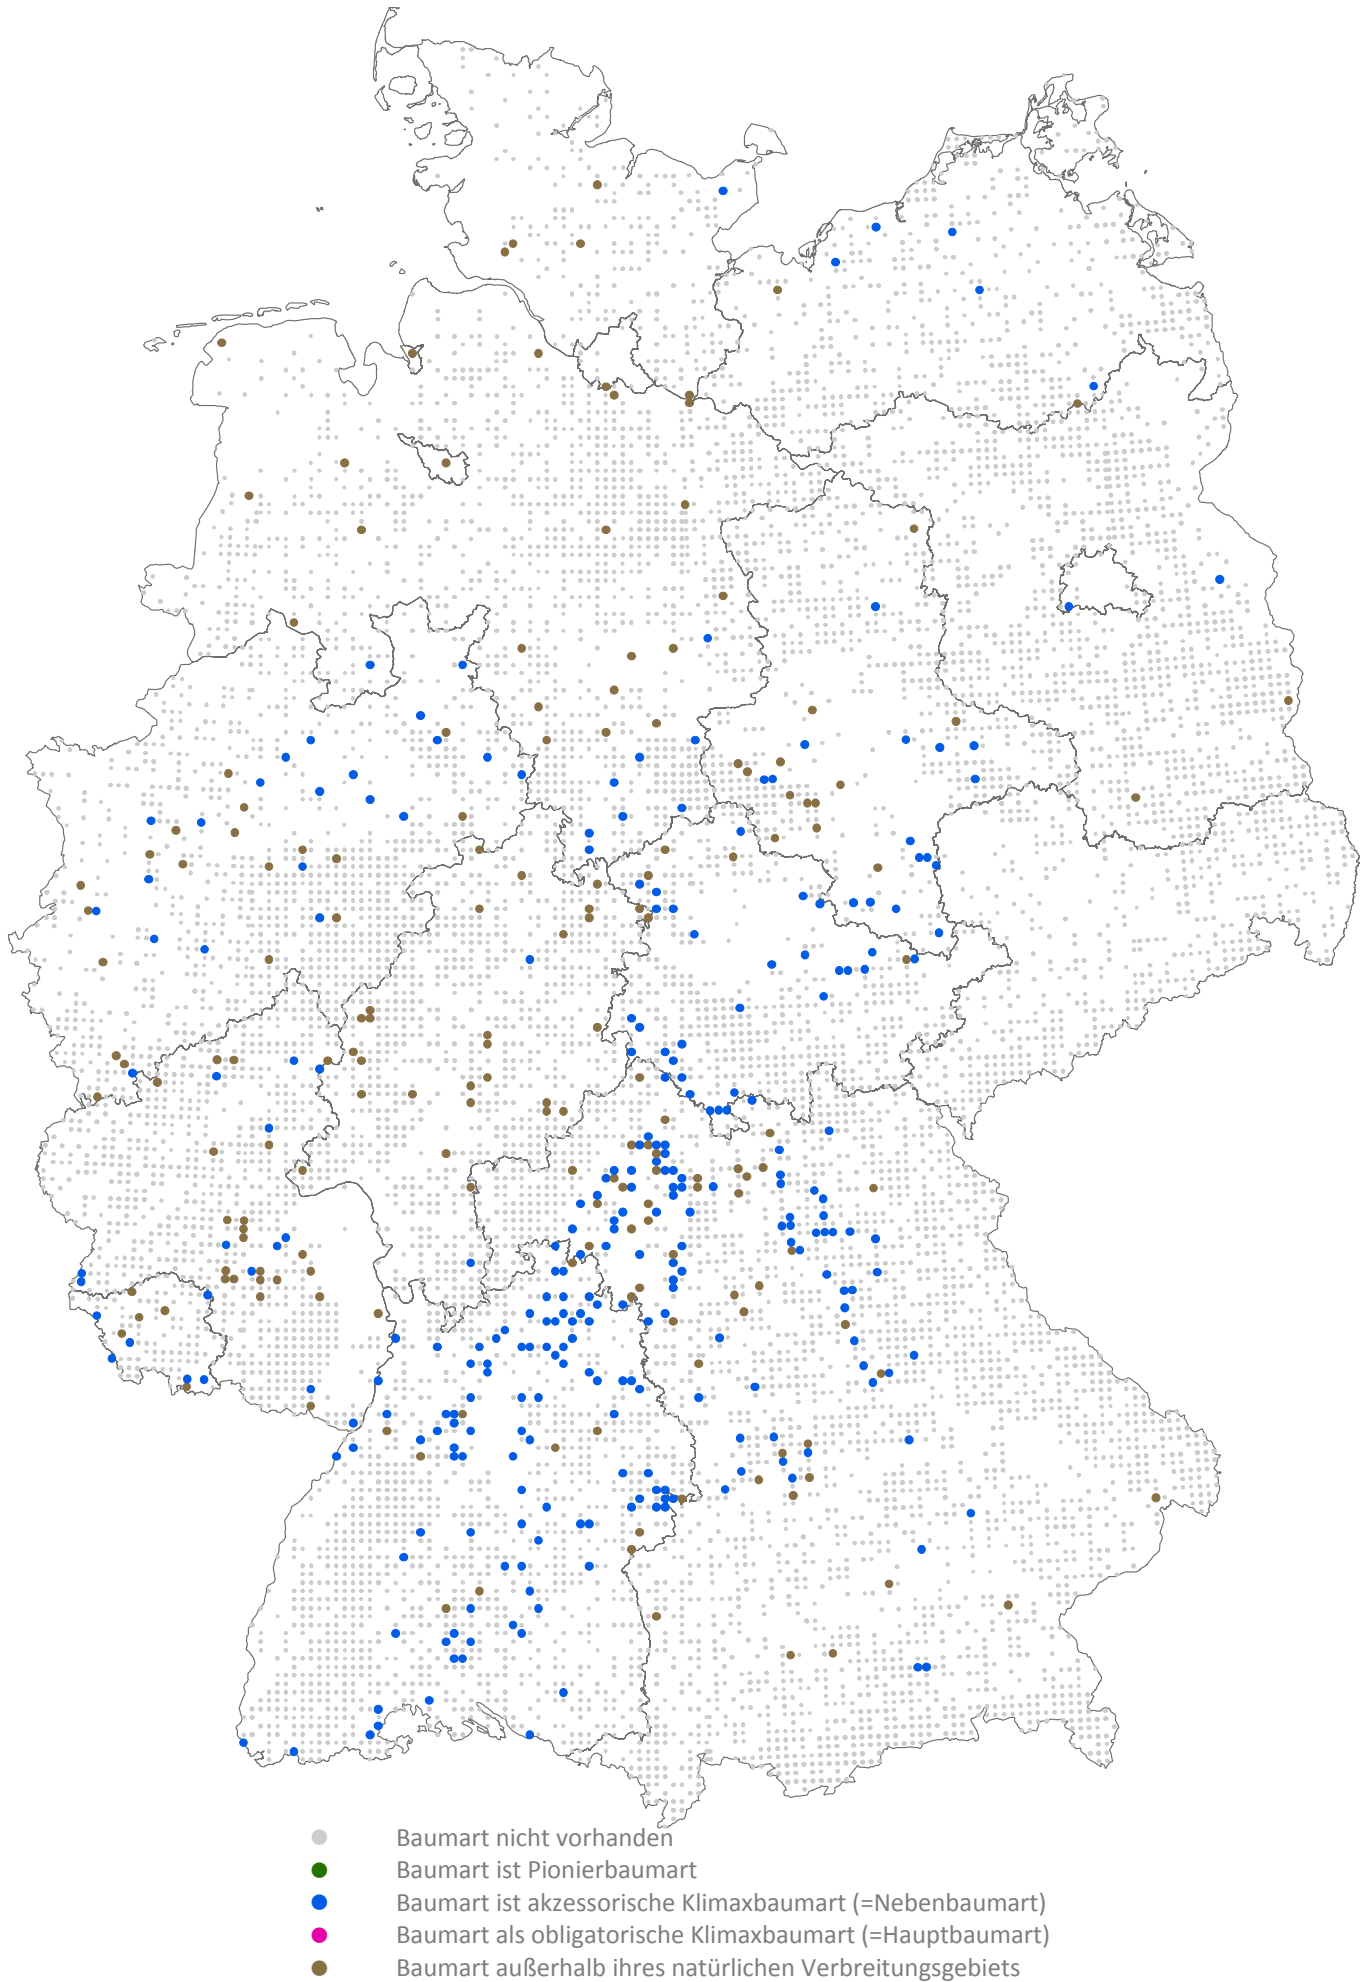 Baumart nicht vorhanden
Baumart ist Pionierbaumart
Baumart ist akzessorische Klimaxbaumart (=Nebenbaumart)
Baumart als obligatorische Klimaxbaumart (=Hauptbaumart)
Baumart außerhalb ihres natürlichen Verbreitungsgebiets